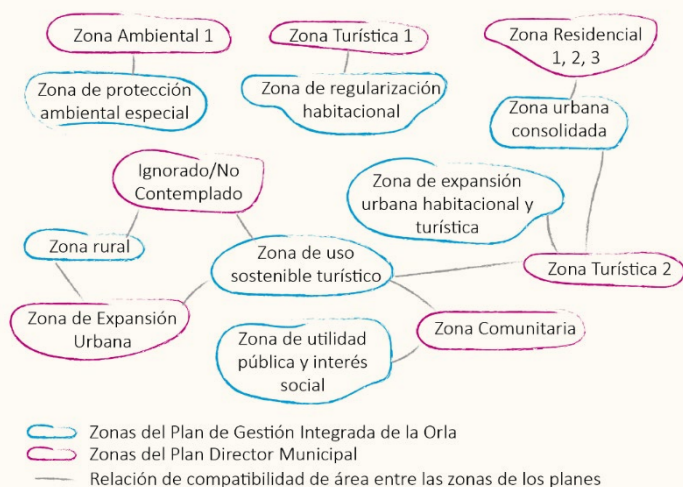 Zona Ambiental 1
Zona Turística 1
Zona Residencial
1, 2, 3
Zona de protección
ambiental especial
Zona de regularización
habitacional
Zona urbana
consolidada
Ignorado/No
Contemplado
Zona de expansión
urbana habitacional y
turística
Zona rural
Zona de uso
sostenible turístico
Zona Turística 2
Zona de Expansión
Urbana
Zona de utilidad
pública y interés
social
Zona Comunitaria
Zonas del Plan de Gestión Integrada de la Orla
Zonas del Plan Director Municipal
Relación de compatibilidad de área entre las zonas de los planes